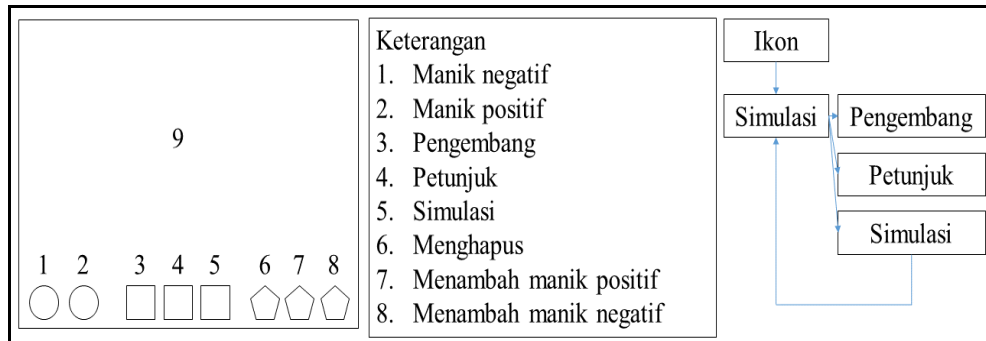 9
1 2 3 4 5 6 7 8
Keterangan
1. Manik negatif
2. Manik positif
3. Pengembang
4. Petunjuk
5. Simulasi
6. Menghapus
7. Menambah manik positif
8. Menambah manik negatif
Ikon
Simulasi
Pengembang
Petunjuk
Simulasi